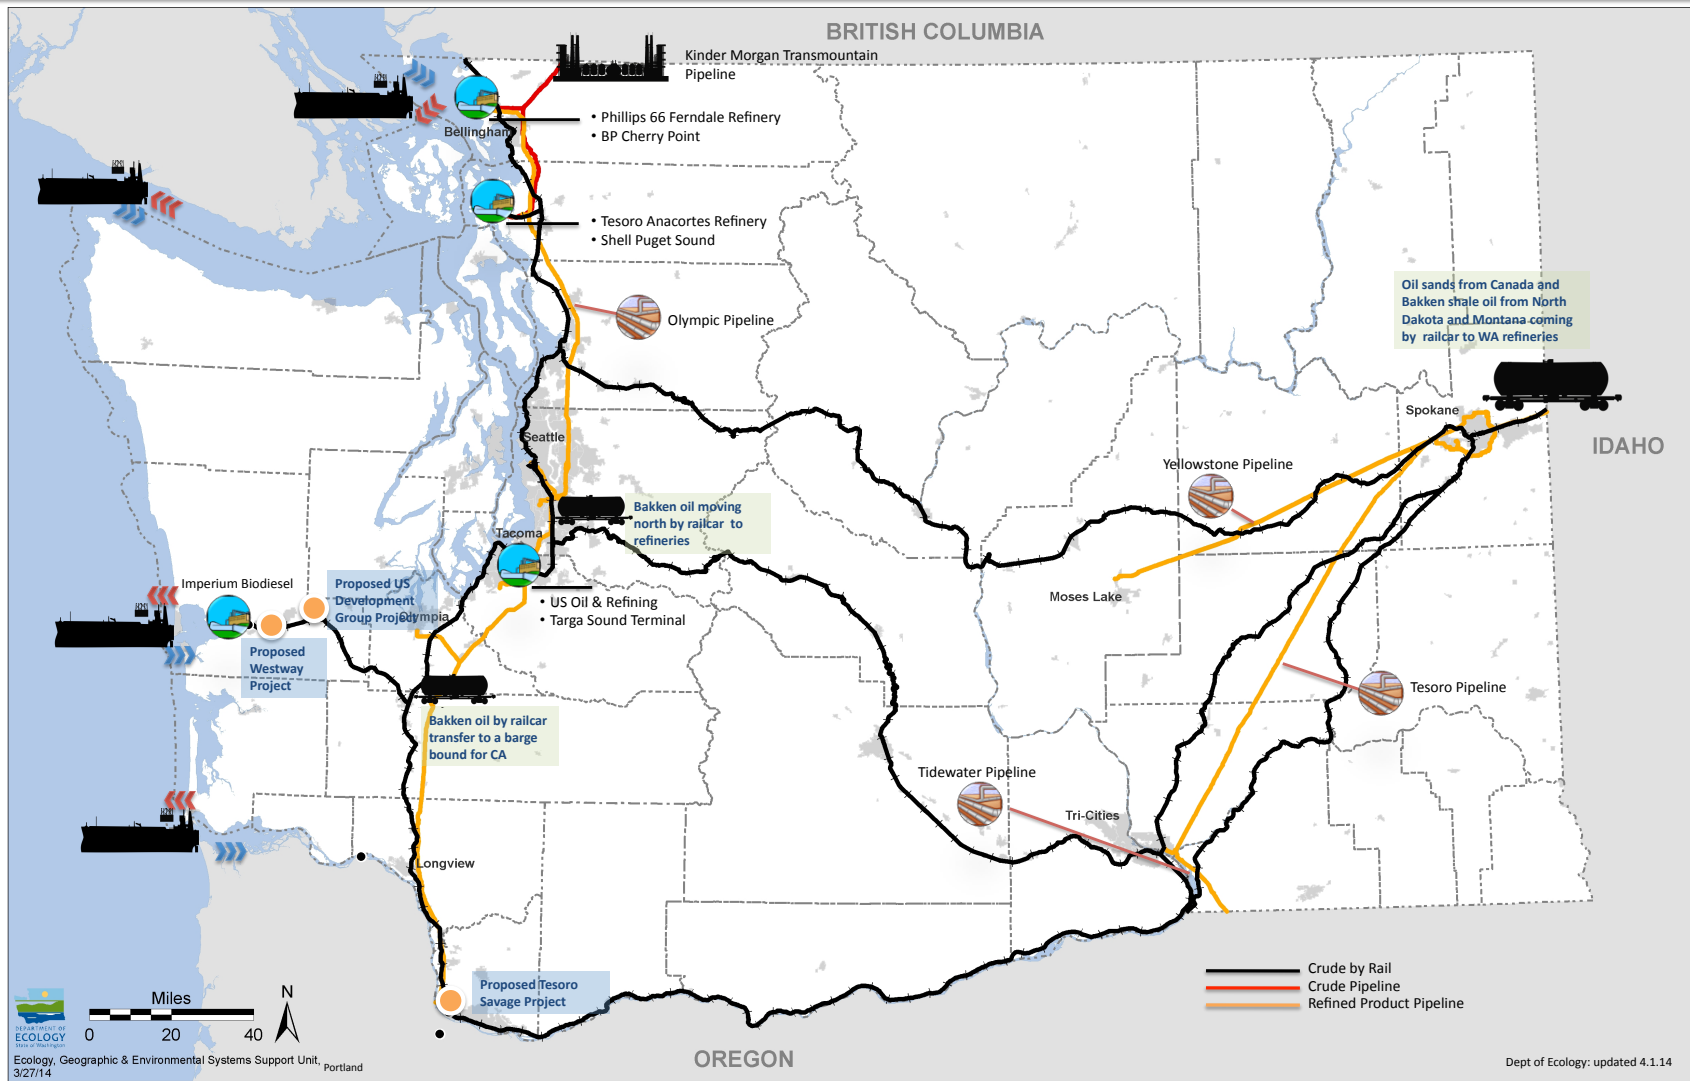 BRITISH COLUMBIA
Kinder Morgan Transmountain
Pipeline
• Phillips 66 Ferndale Refinery
• BP Cherry Point
Bellingham
• Tesoro Anacortes Refinery
• Shell Puget Sound
Olympic Pipeline
Oil sands from Canada and
Bakken shale oil from North
Dakota and Montana coming
by railcar to WA refineries
Spokane
IDAHO
Seattle
Yellowstone Pipeline
Bakken oil moving
north by railcar to
refineries
Tacoma
Imperium Biodiesel
Proposed US
Development
Group Project
Olympia
• US Oil & Refining
• Targa Sound Terminal
Moses Lake
Proposed
Westway
Project
Tesoro Pipeline
Bakken oil by railcar
transfer to a barge
bound for CA
Tidewater Pipeline
Tri-Cities
Longview
Proposed Tesoro
Savage Project
Crude by Rail
Crude Pipeline
Refined Product Pipeline
Miles
0 20 40
N
DEPARTMENT OF
ECOLOGY
State of Washington
OREGON
Ecology, Geographic & Environmental Systems Support Unit,
3/27/14
Portland
Dept of Ecology: updated 4.1.14